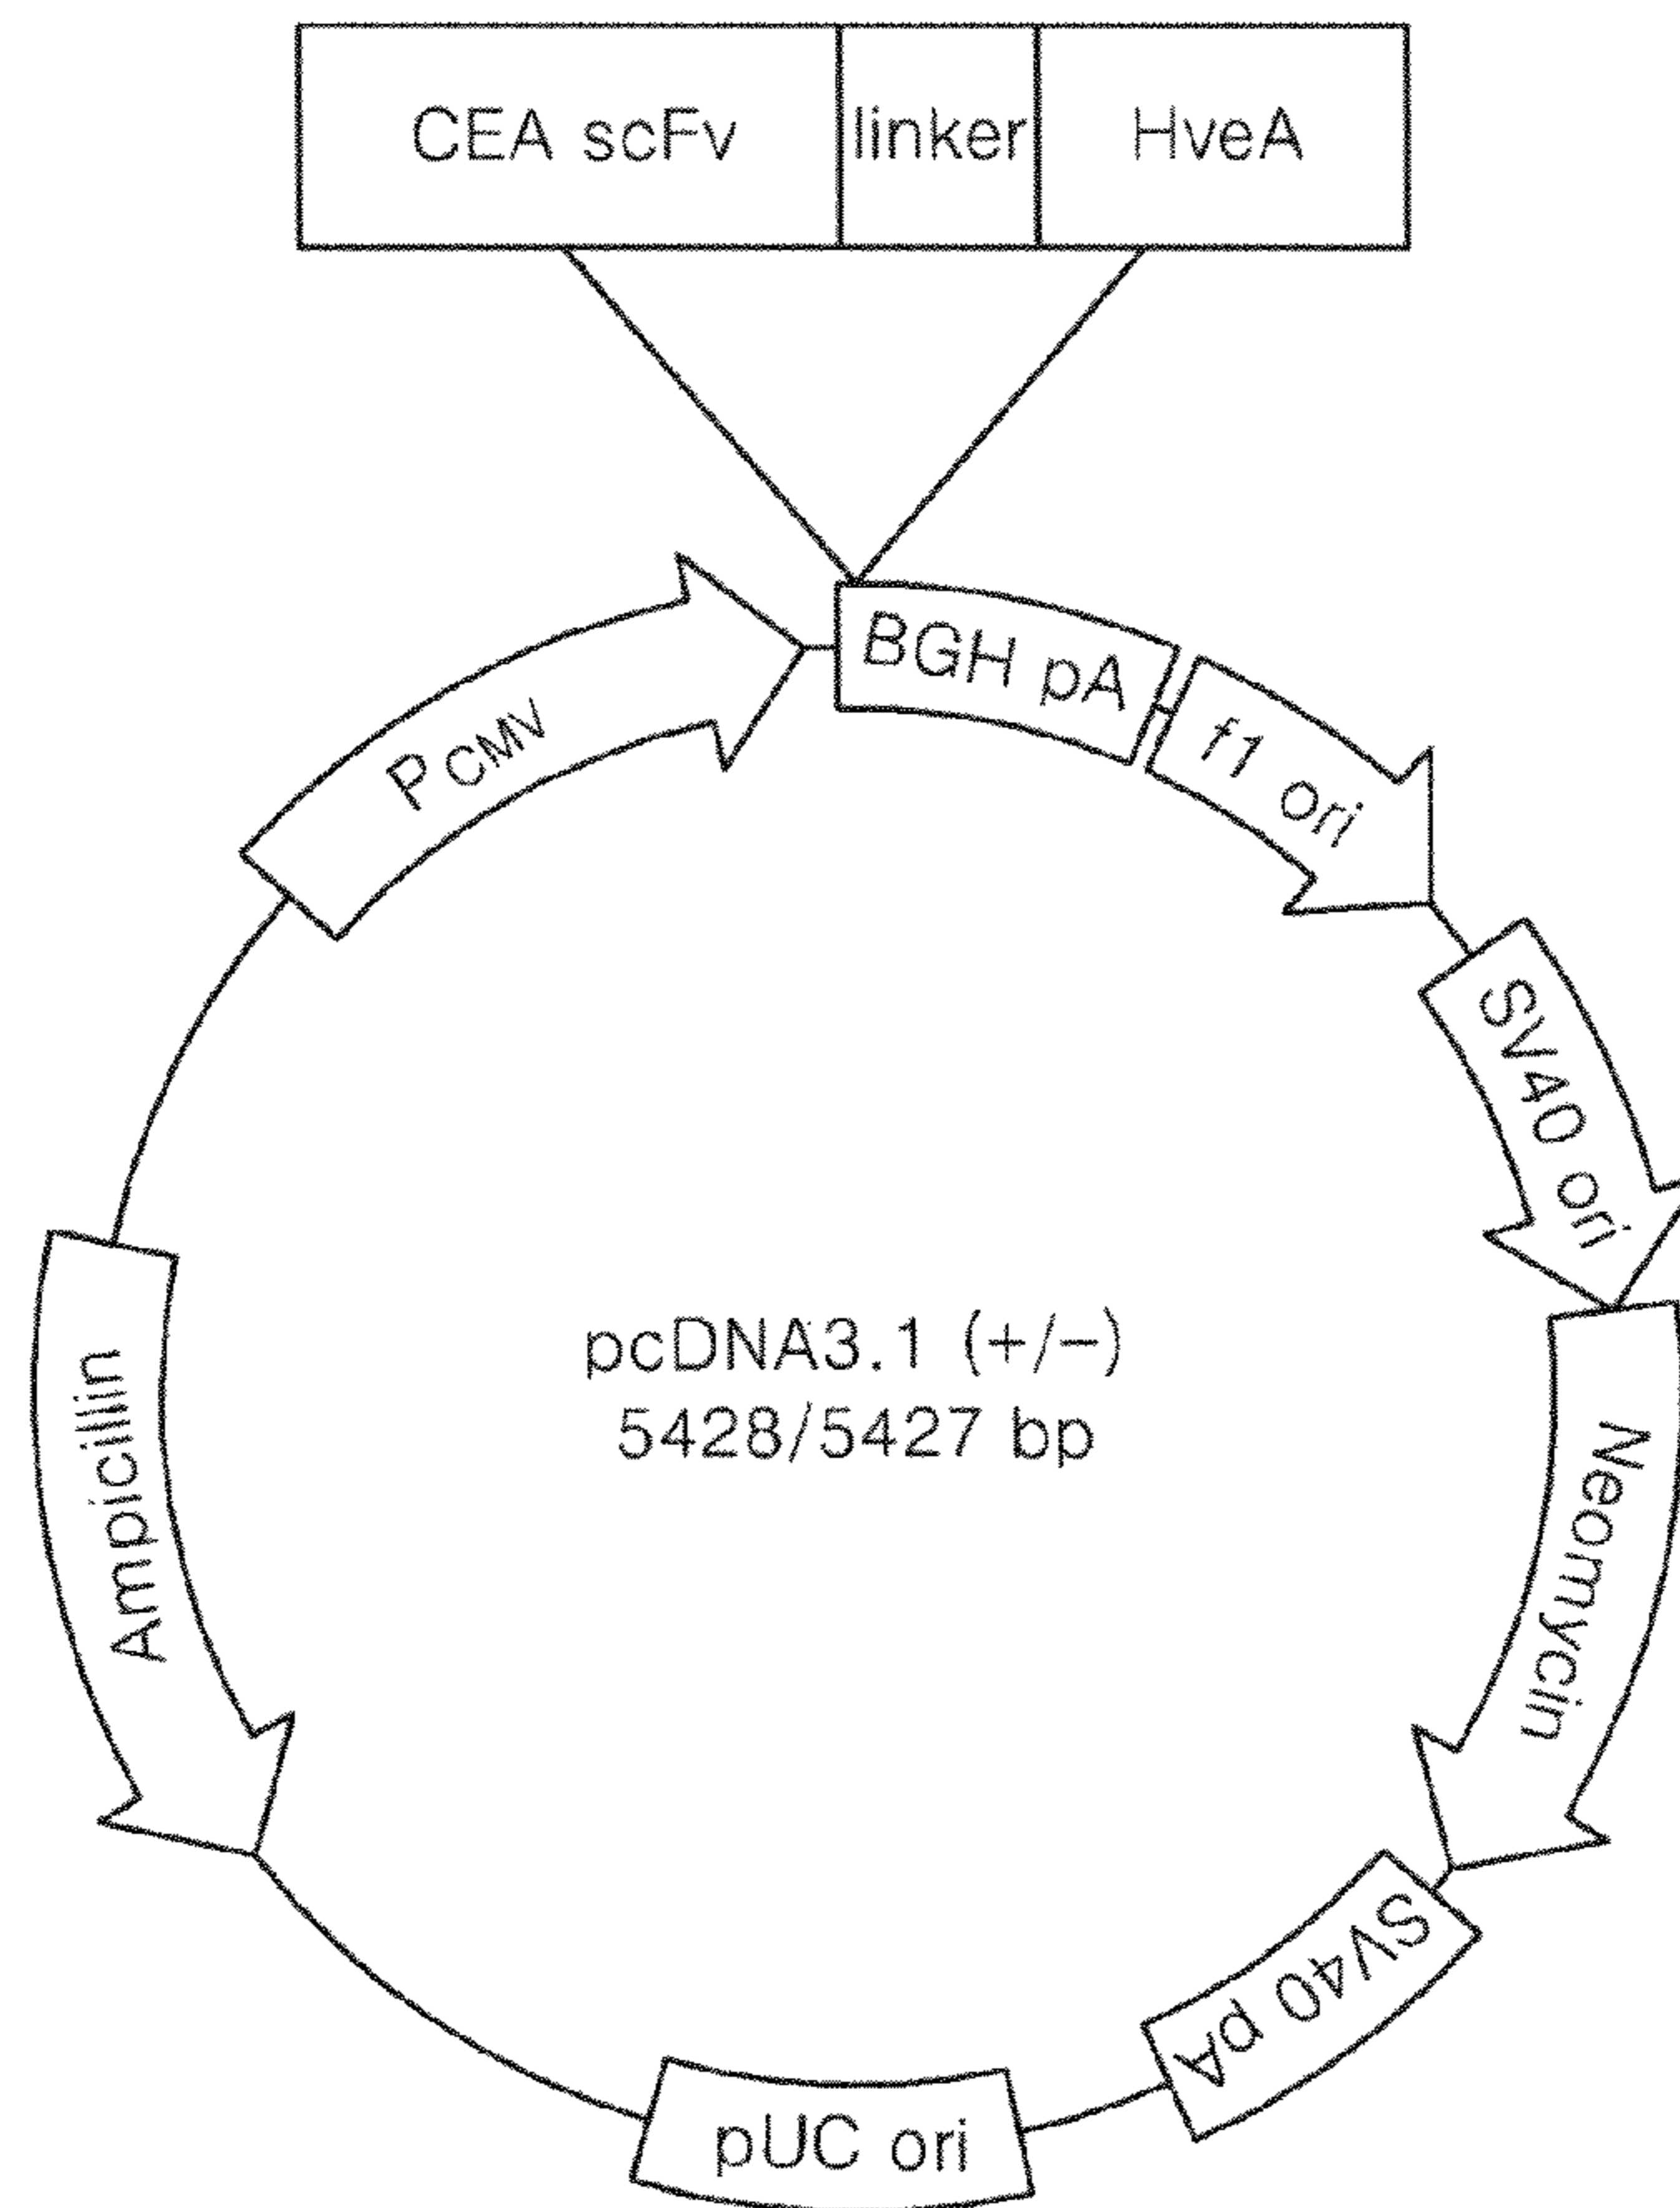 CEA scFv linker HveA
PCMV
BGH pA
f1 ori
SV40 ori
Neomycin
SV40 pA
pUC ori
Ampicillin
pcDNA3.1 (+/−)
5428/5427 bp